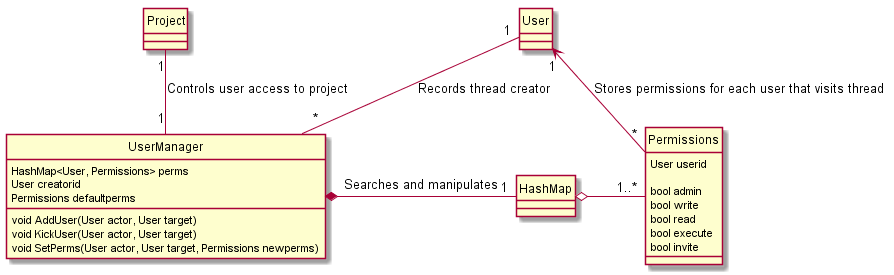 Project
User
1
1
1
Controls user access to project
Records thread creator
Stores permissions for each user that visits thread
1
*
*
UserManager
HashMap<User, Permissions> perms
User creatorid
Permissions defaultperms
void AddUser(User actor, User target)
void KickUser(User actor, User target)
void SetPerms(User actor, User target, Permissions newperms)
Searches and manipulates
1
HashMap
1..*
Permissions
User userid
bool admin
bool write
bool read
bool execute
bool invite